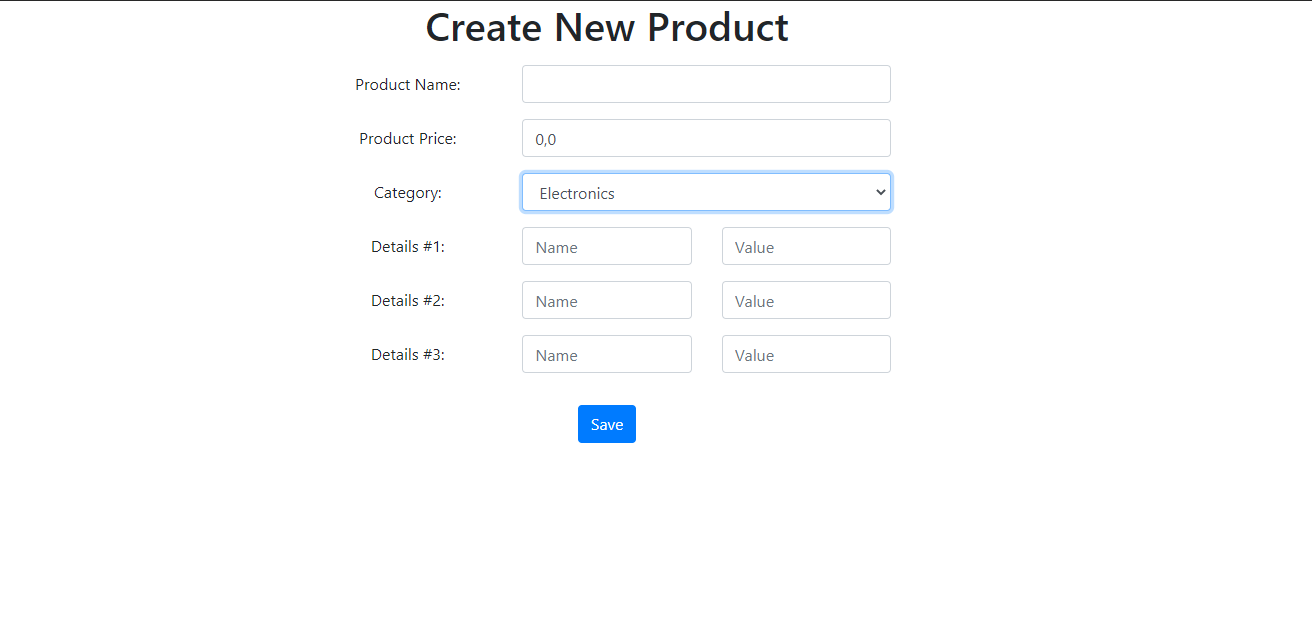 Create New Product
Product Name:
Product Price: 0,0
Category: Electronics
Details #1: Name Value
Details #2: Name Value
Details #3: Name Value
Save